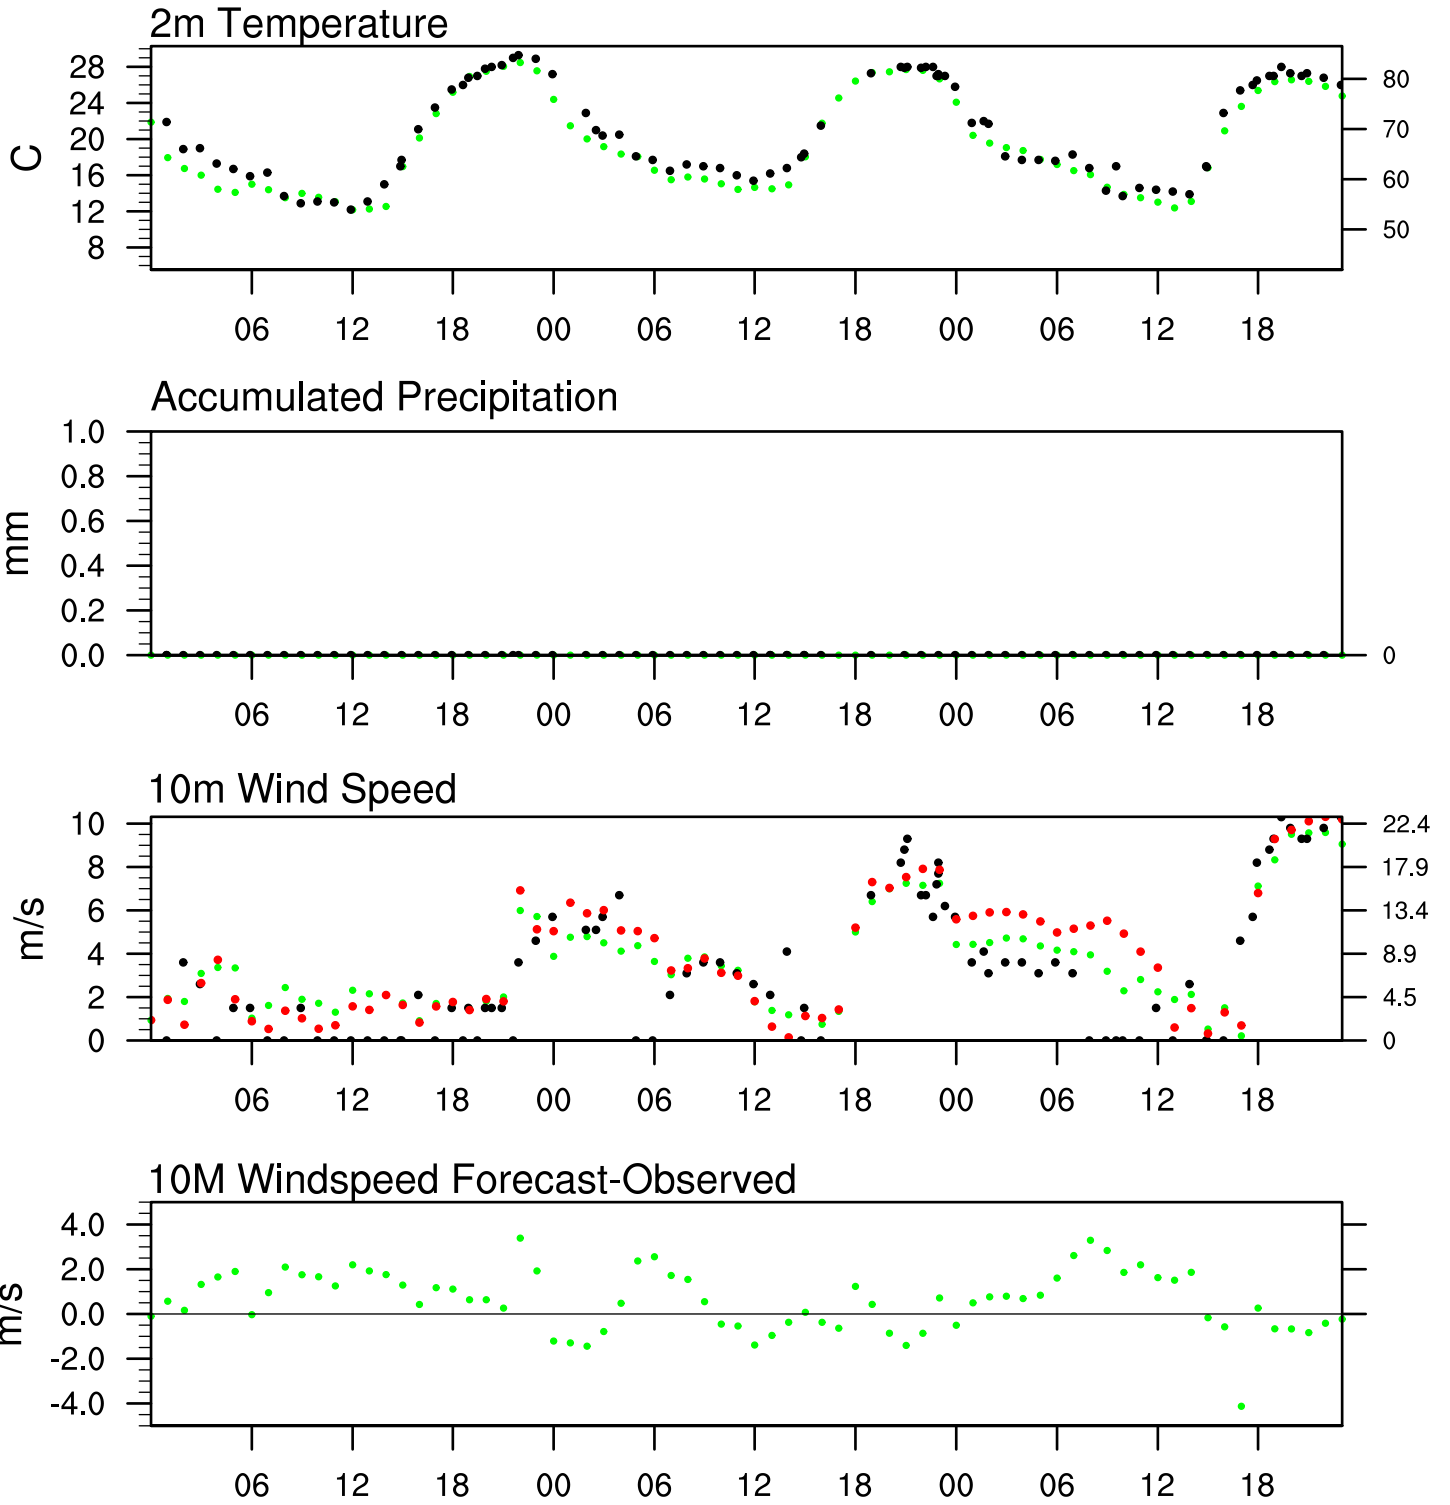 2m Temperature
28
24
20
16
12
8
C
80
70
60
50
06 12 18 00 06 12 18 00 06 12 18
Accumulated Precipitation
1.0
0.8
0.6
0.4
0.2
0.0
mm
0
06 12 18 00 06 12 18 00 06 12 18
10m Wind Speed
10
8
6
4
2
0
m/s
22.4
17.9
13.4
8.9
4.5
0
06 12 18 00 06 12 18 00 06 12 18
10M Windspeed Forecast-Observed
4.0
2.0
0.0
-2.0
-4.0
m/s
06 12 18 00 06 12 18 00 06 12 18